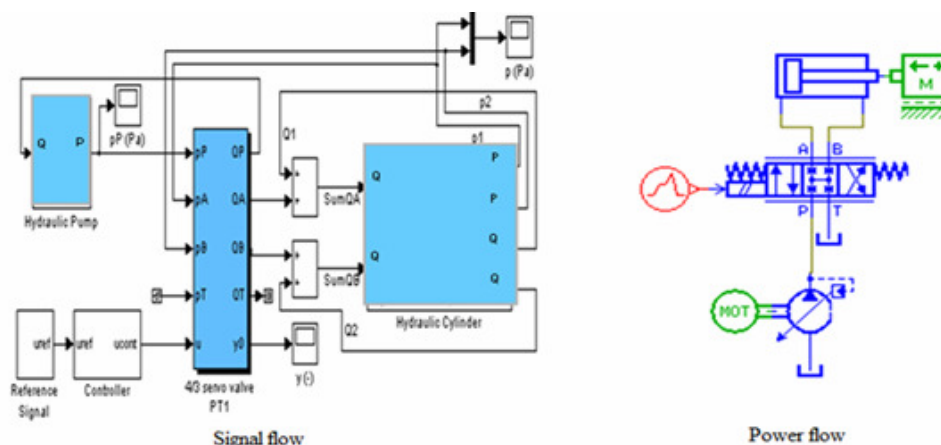 p (Pa)
pP (Pa)
Q P
Hydraulic Pump
pP QP
pA QA
pB QB
pT QT
u y0
4/3 servo valve
PT1
Q1
SumQA
SumQB
Q2
p2
p1
Q P
P
Q Q
Q
Hydraulic Cylinder
uref
Reference
Signal
uref ucont
Controller
y (-)
Signal flow
M
A B
P T
MOT
Power flow